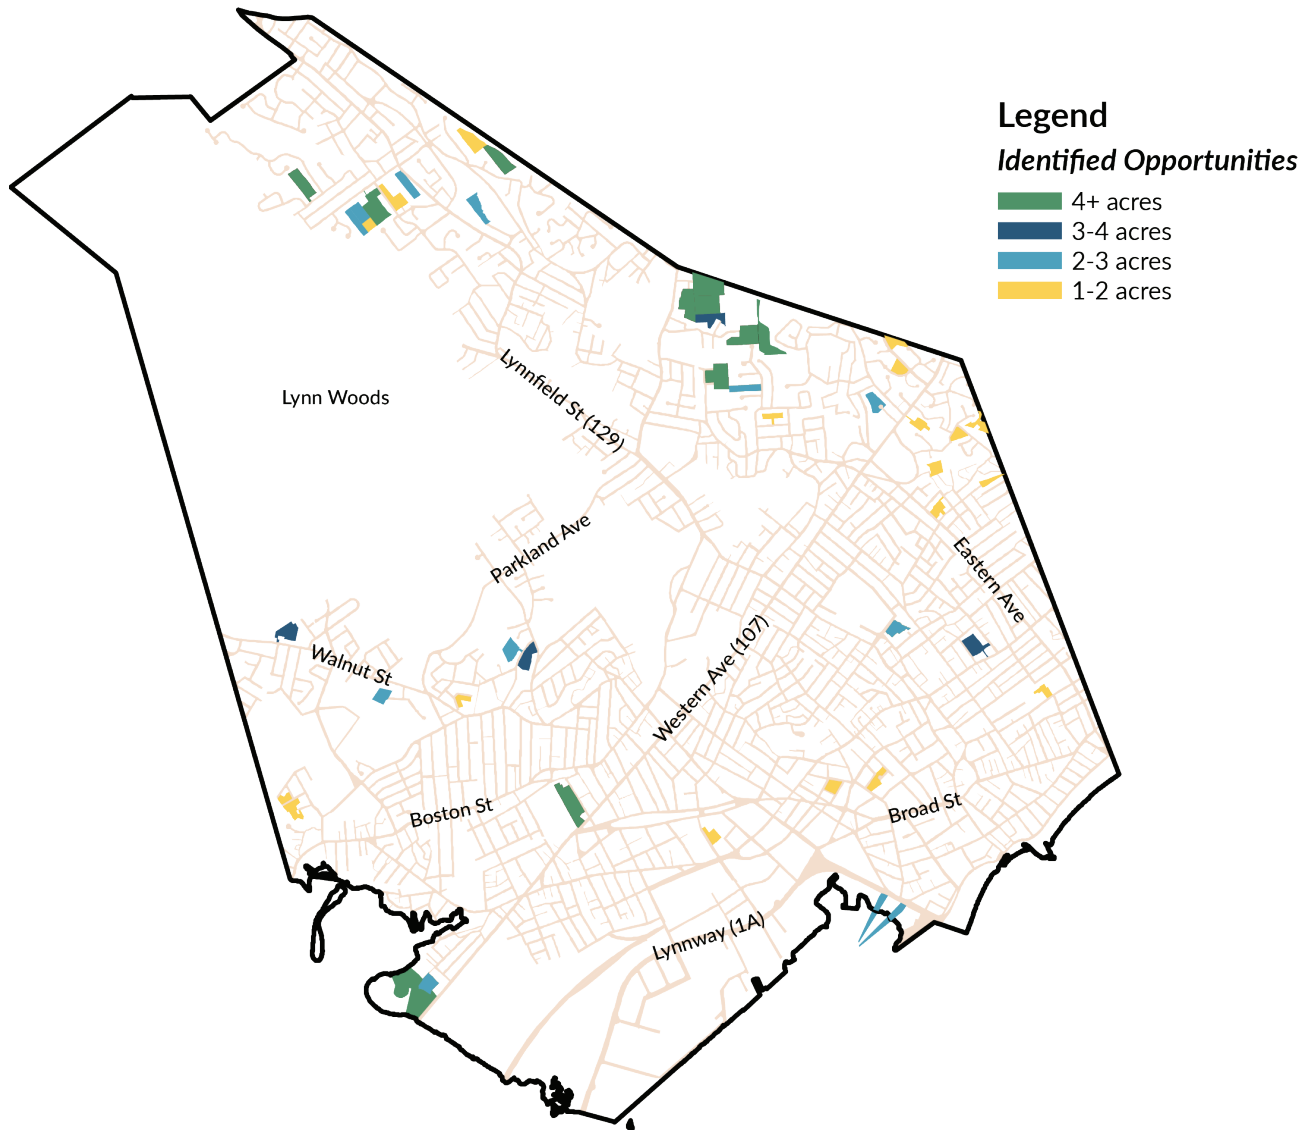 Legend
Identified Opportunities
4+ acres
3-4 acres
2-3 acres
1-2 acres
Lynnfield St (129)
Lynn Woods
Parkland Ave
Eastern Ave
Western Ave (107)
Walnut St
Boston St
Broad St
Lynnway (1A)